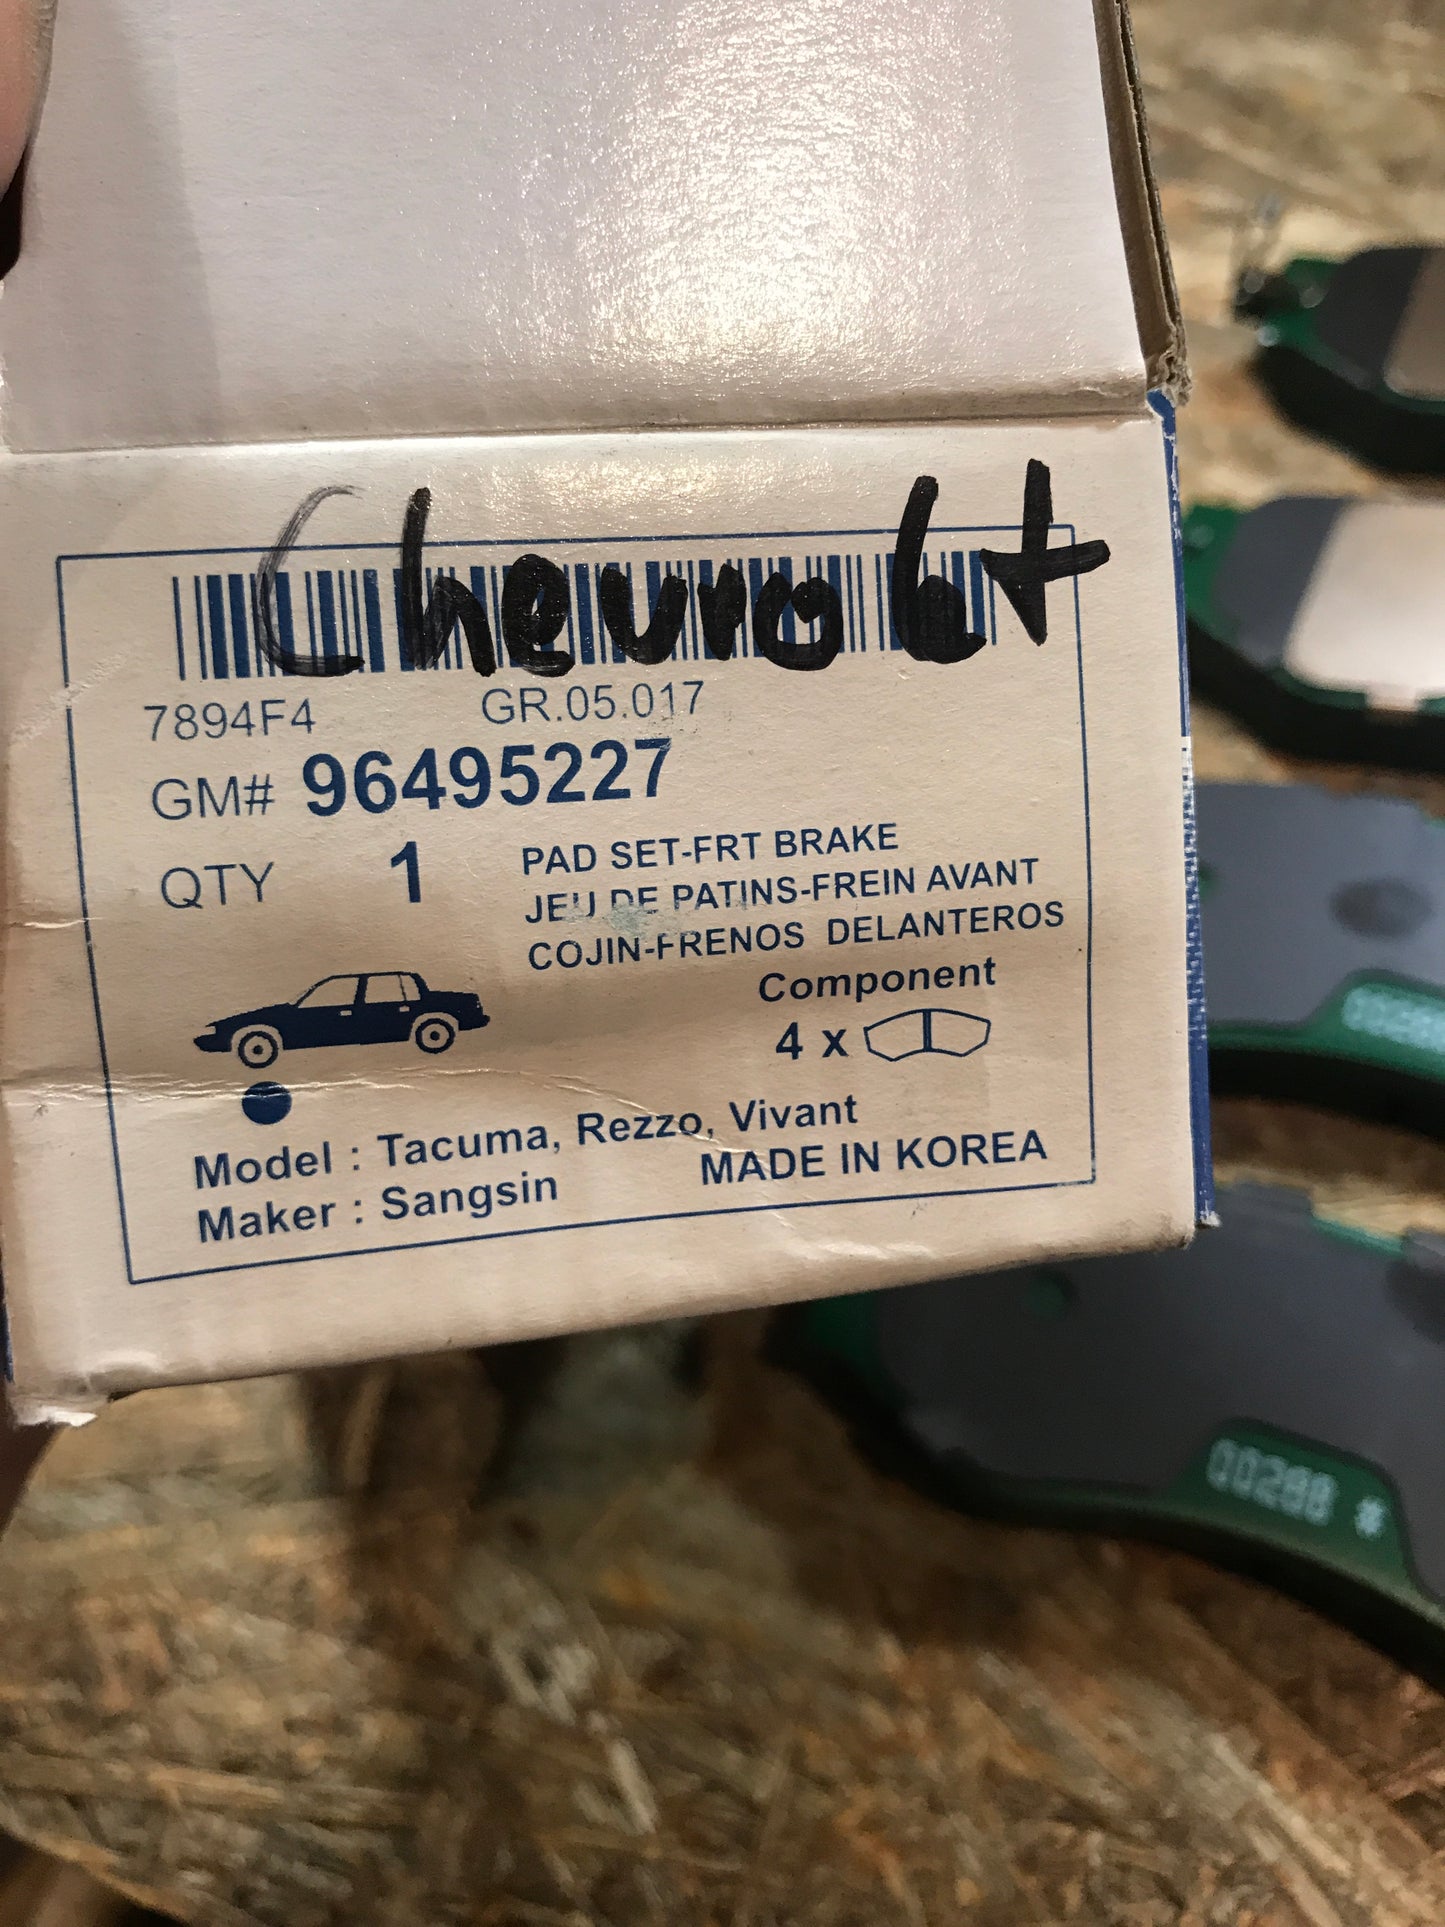 Chevrolet
7894F4 GR.05.017
GM# 96495227
QTY 1 PAD SET-FRT BRAKE
JEU DE PATINS-FREIN AVANT
COJIN-FRENOS DELANTEROS
Component
4 x
Model : Tacuma, Rezzo, Vivant
Maker : Sangsin MADE IN KOREA
00288 #